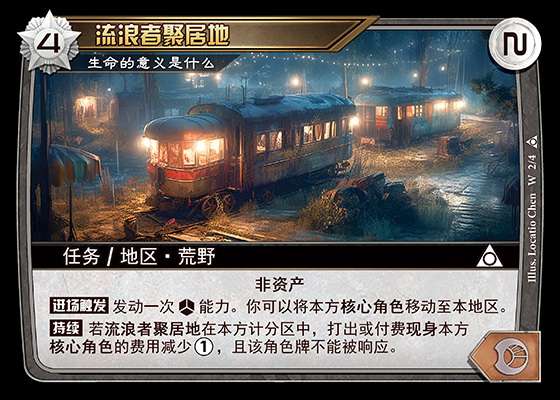 4
流浪者聚居地
N
生命的意义是什么
Illus. Locatio Chen W 2/4
任务 / 地区·荒野
非资产
进场触发 发动一次 能力。你可以将本方核心角色移动至本地区。
持续 若流浪者聚居地在本方计分区中，打出或付费现身本方
核心角色的费用减少①，且该角色牌不能被响应。